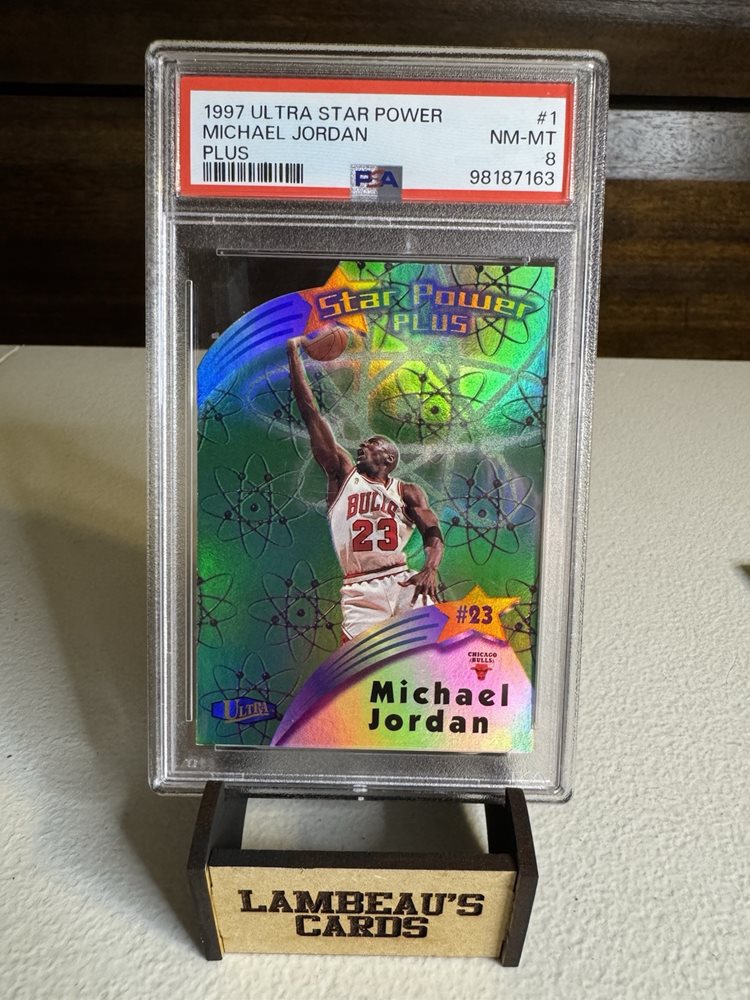 1997 ULTRA STAR POWER #1
MICHAEL JORDAN NM-MT
PLUS 8
PSA 98187163
Star Power
PLUS
BULLS
23
#23
CHICAGO
BULLS
Michael
Jordan
ULTRA
LAMBEAU'S
CARDS